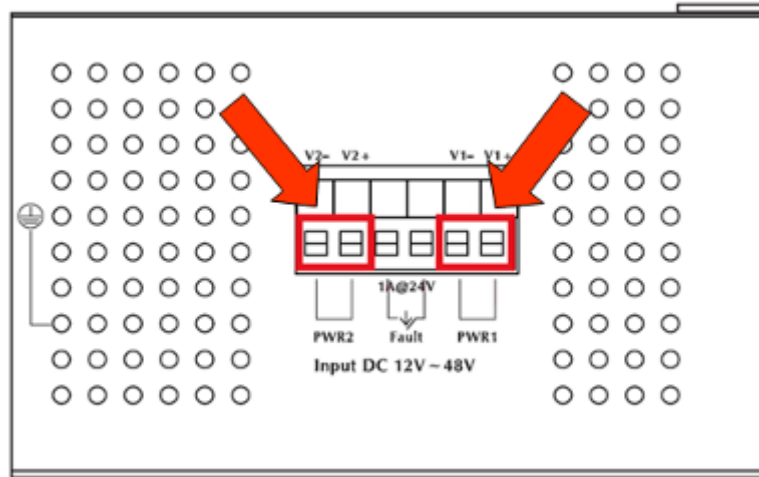 V2- V2+ V1- V1+
1A@24V
PWR2 Fault PWR1
Input DC 12V ~ 48V